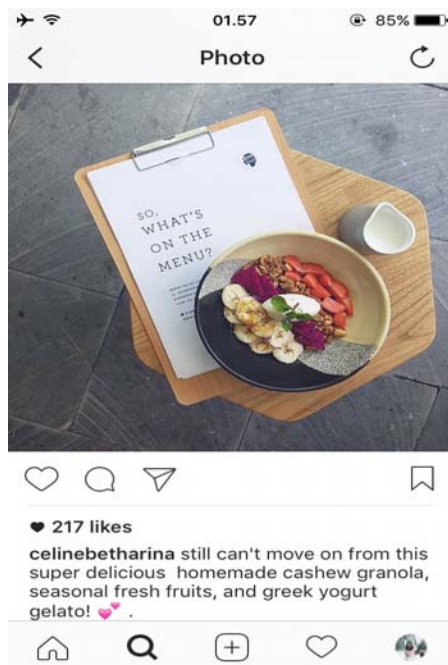 01.57
85%
Photo
SO,
WHAT'S
ON THE
MENU?
217 likes
celinebetharina still can't move on from this
super delicious homemade cashew granola,
seasonal fresh fruits, and greek yogurt
gelato! 💕 .